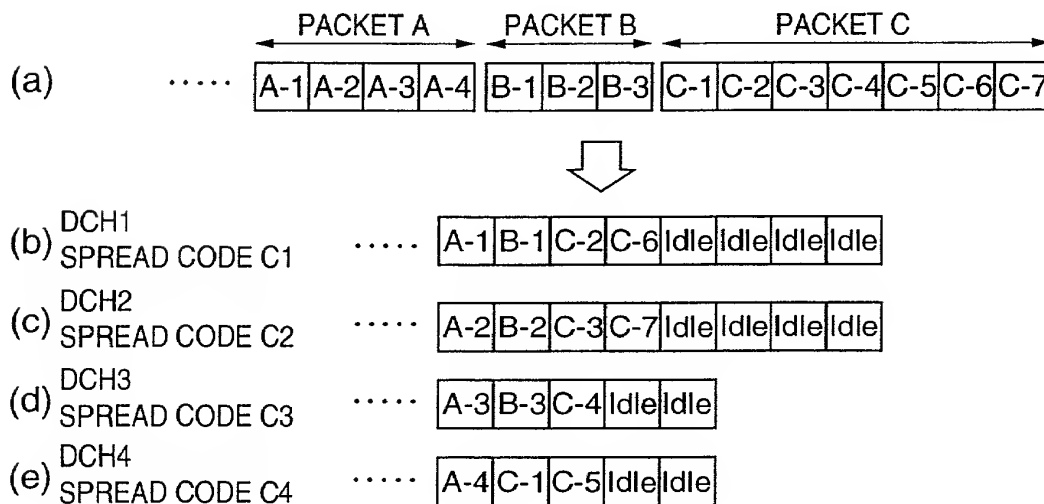 PACKET A PACKET B PACKET C
(a) ..... A-1 A-2 A-3 A-4 B-1 B-2 B-3 C-1 C-2 C-3 C-4 C-5 C-6 C-7
(b) DCH1
SPREAD CODE C1 ..... A-1 B-1 C-2 C-6 Idle Idle Idle Idle
(c) DCH2
SPREAD CODE C2 ..... A-2 B-2 C-3 C-7 Idle Idle Idle Idle
(d) DCH3
SPREAD CODE C3 ..... A-3 B-3 C-4 Idle Idle
(e) DCH4
SPREAD CODE C4 ..... A-4 C-1 C-5 Idle Idle